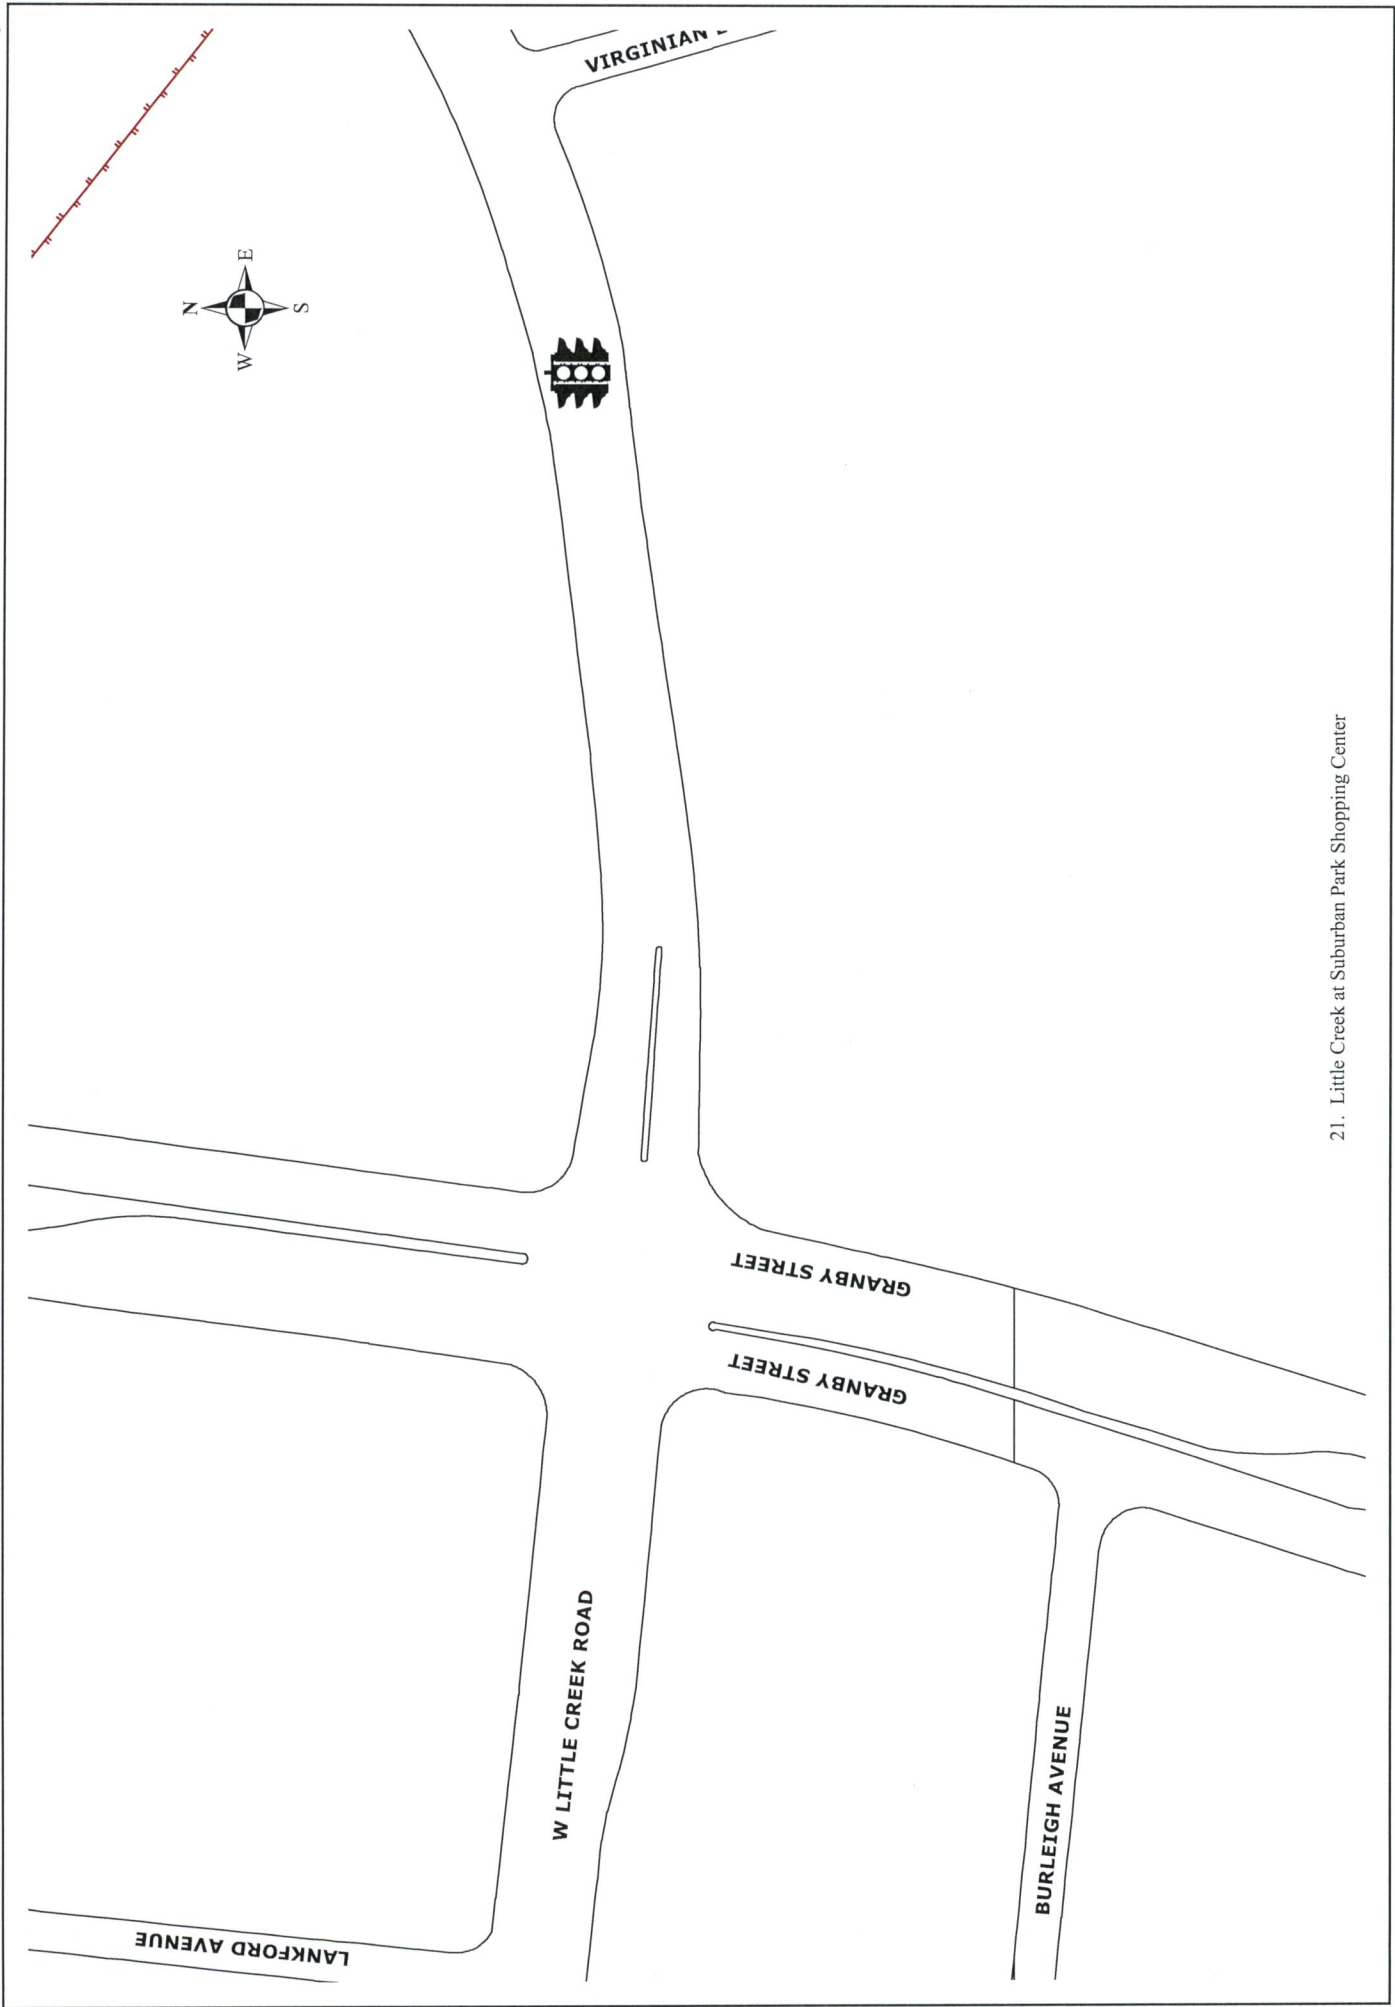 VIRGINIAN
N
E
W
S
GRANBY STREET
GRANBY STREET
W LITTLE CREEK ROAD
LANKFORD AVENUE
BURLEIGH AVENUE
21. Little Creek at Suburban Park Shopping Center